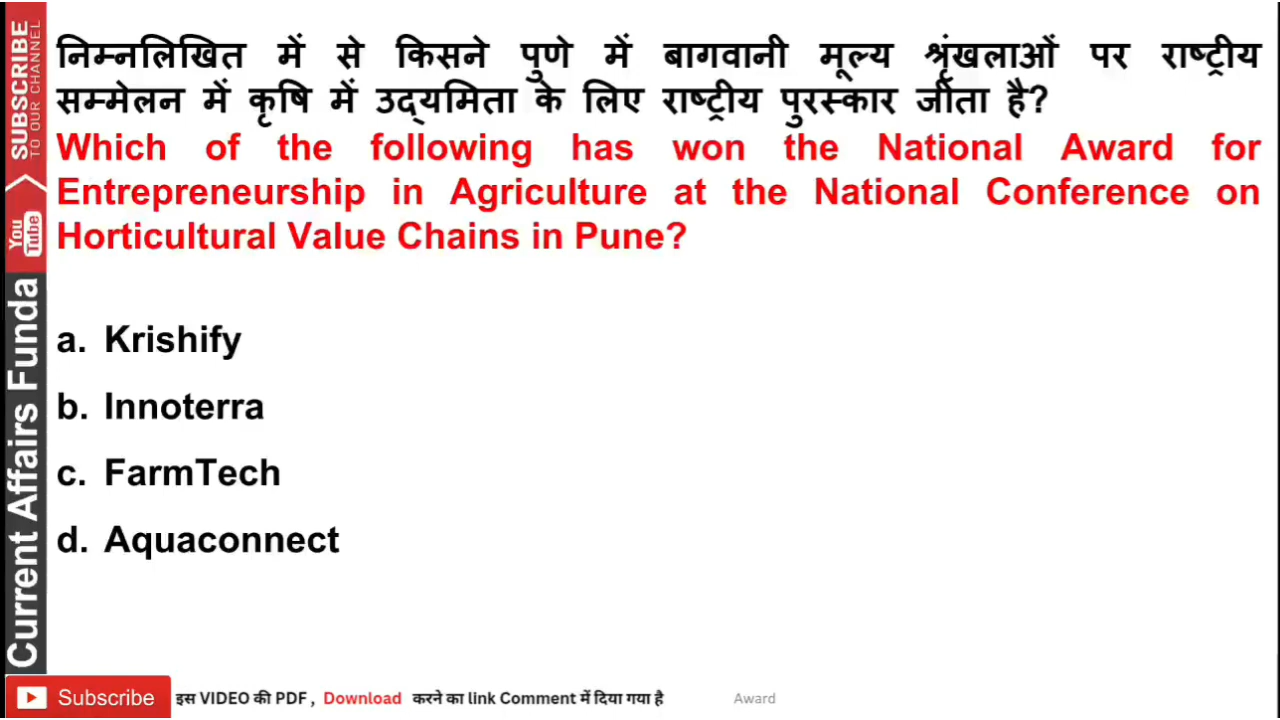 निम्नलिखित में से किसने पुणे में बागवानी मूल्य श्रृंखलाओं पर राष्ट्रीय
सम्मेलन में कृषि में उद्यमिता के लिए राष्ट्रीय पुरस्कार जीता है?
Which of the following has won the National Award for
Entrepreneurship in Agriculture at the National Conference on
Horticultural Value Chains in Pune?
a. Krishify
b. Innoterra
c. FarmTech
d. Aquaconnect
SUBSCRIBE
TO OUR CHANNEL
You
Tube
Current Affairs Funda
Subscribe इस VIDEO की PDF , Download करने का link Comment में दिया गया है Award